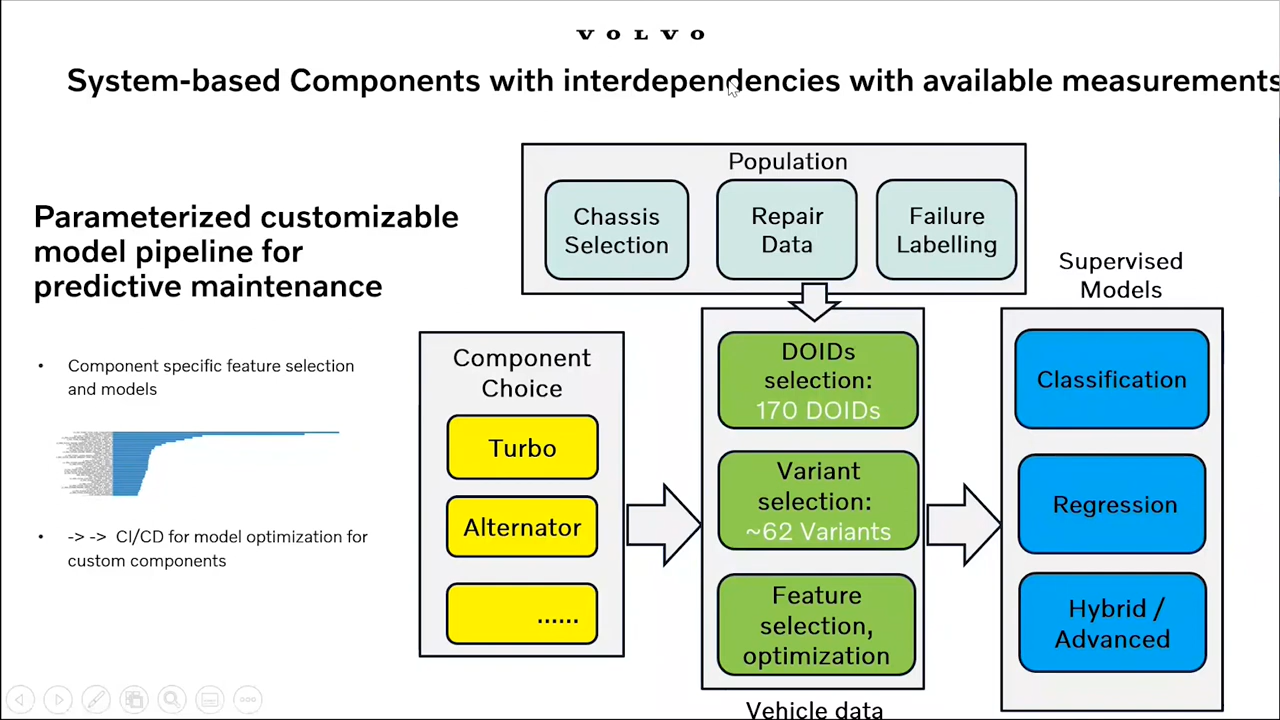 VOLVO
System-based Components with interdependencies with available measurements
Parameterized customizable
model pipeline for
predictive maintenance
• Component specific feature selection
and models
• -> -> CI/CD for model optimization for
custom components
Population
Chassis
Selection
Repair
Data
Failure
Labelling
Component
Choice
Turbo
Alternator
......
DOIDs
selection:
170 DOIDs
Variant
selection:
~62 Variants
Feature
selection,
optimization
Vehicle data
Supervised
Models
Classification
Regression
Hybrid /
Advanced